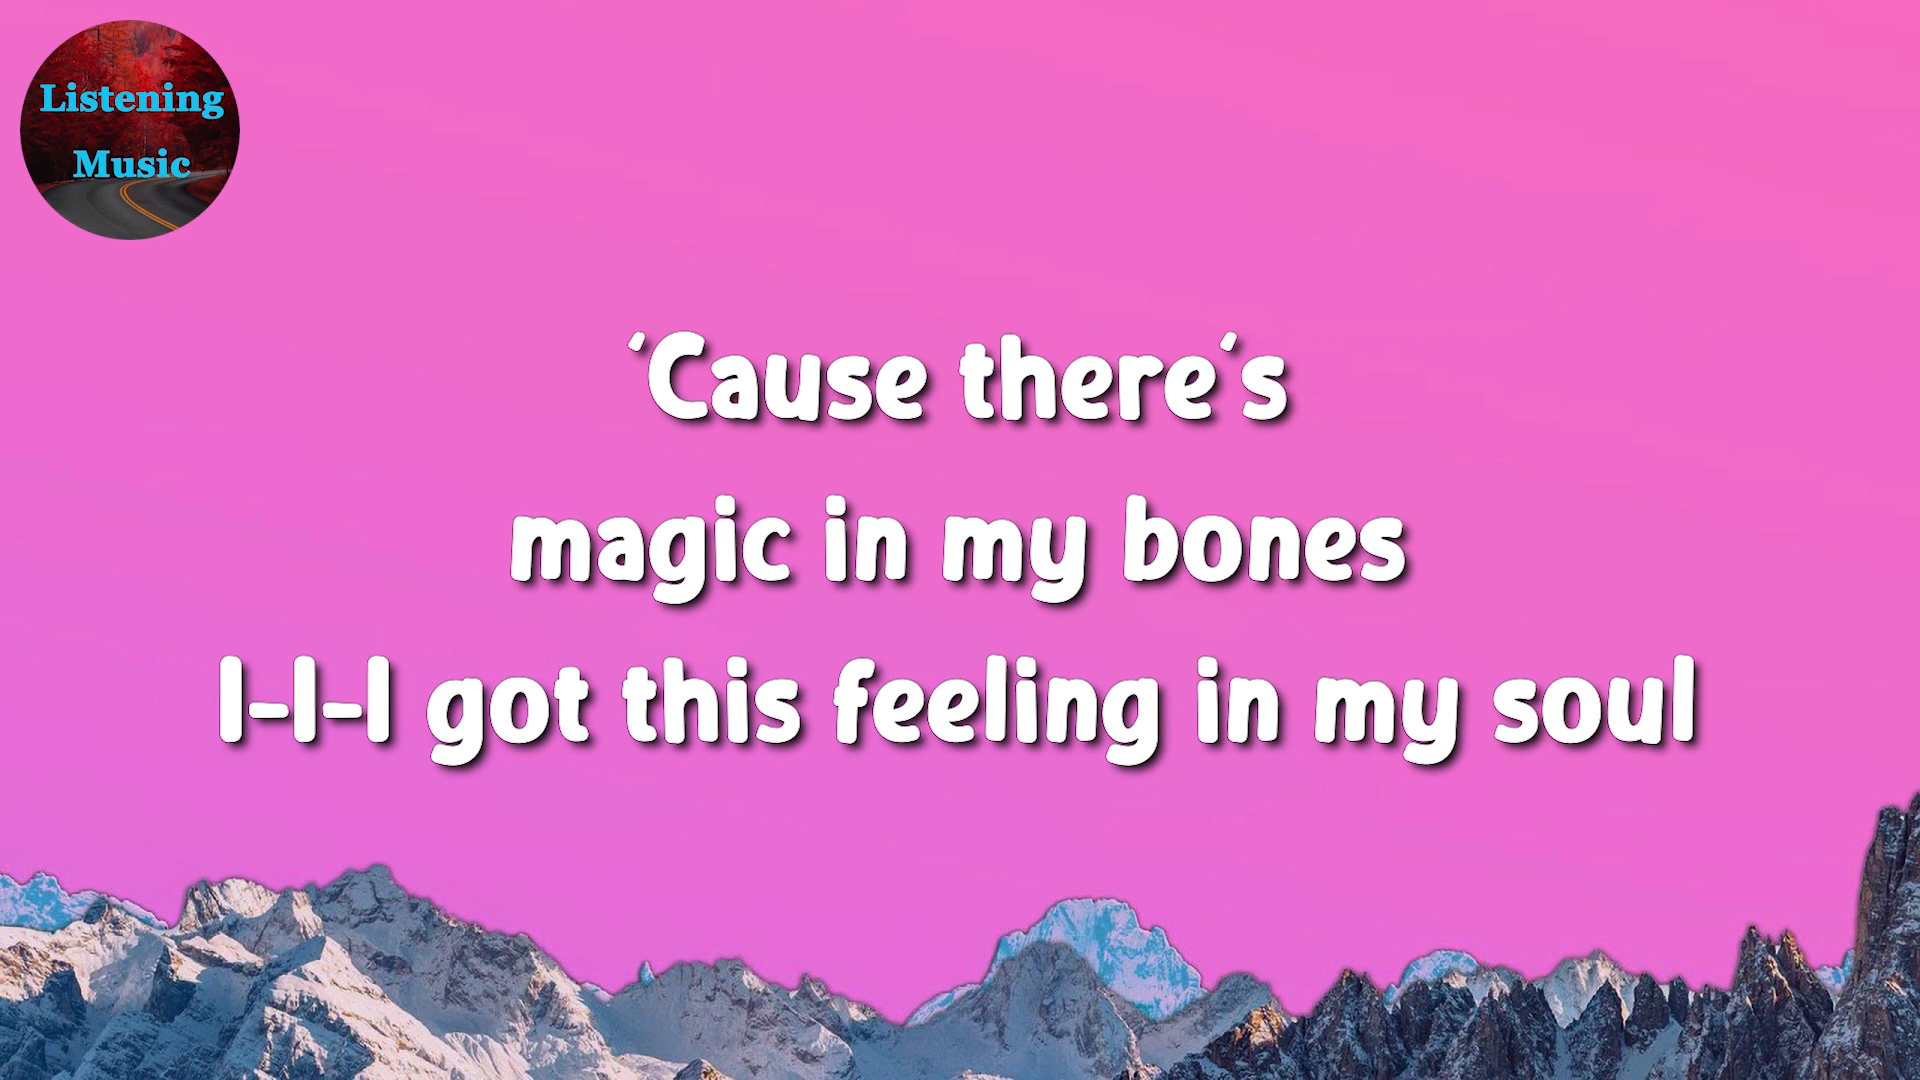 Listening
Music
'Cause there's
magic in my bones
I-I-I got this feeling in my soul